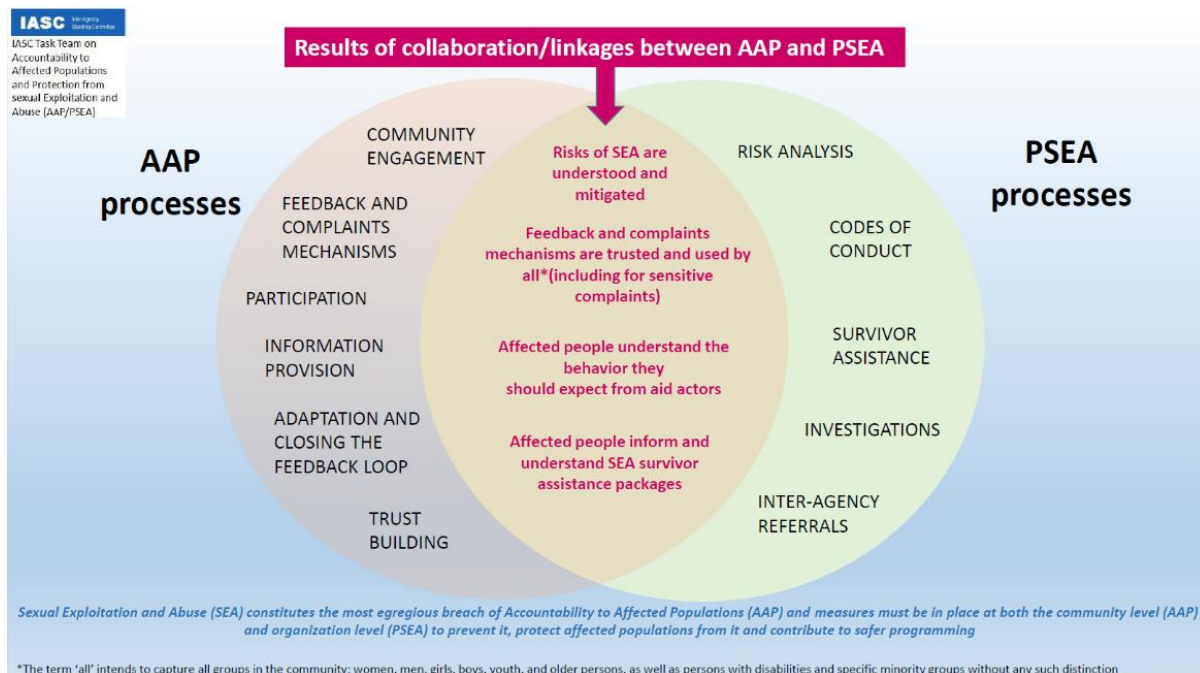 IASC Inter-Agency
Standing Committee
IASC Task Team on
Accountability to
Affected Populations
and Protection from
sexual Exploitation and
Abuse (AAP/PSEA)
Results of collaboration/linkages between AAP and PSEA
AAP
processes
COMMUNITY
ENGAGEMENT
FEEDBACK AND
COMPLAINTS
MECHANISMS
PARTICIPATION
INFORMATION
PROVISION
ADAPTATION AND
CLOSING THE
FEEDBACK LOOP
TRUST
BUILDING
Risks of SEA are
understood and
mitigated
Feedback and complaints
mechanisms are trusted and used by
all*(including for sensitive
complaints)
Affected people understand the
behavior they
should expect from aid actors
Affected people inform and
understand SEA survivor
assistance packages
RISK ANALYSIS
CODES OF
CONDUCT
SURVIVOR
ASSISTANCE
INVESTIGATIONS
INTER-AGENCY
REFERRALS
PSEA
processes
Sexual Exploitation and Abuse (SEA) constitutes the most egregious breach of Accountability to Affected Populations (AAP) and measures must be in place at both the community level (AAP)
and organization level (PSEA) to prevent it, protect affected populations from it and contribute to safer programming
*The term 'all' intends to capture all groups in the community: women, men, girls, boys, youth, and older persons, as well as persons with disabilities and specific minority groups without any such distinction